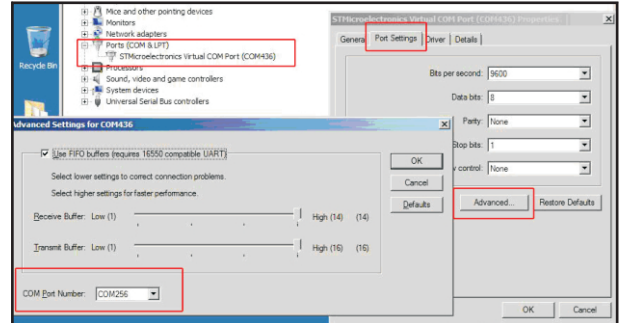 Mice and other pointing devices
Monitors
Network adapters
Ports (COM & LPT)
STMicroelectronics Virtual COM Port (COM436)
Processors
Sound, video and game controllers
System devices
Universal Serial Bus controllers
Recycle Bin
STMicroelectronics Virtual COM Port (COM436) Properties
General
Port Settings
Driver
Details
Bits per second: 9600
Data bits: 8
Parity: None
Stop bits: 1
control: None
Advanced...
Restore Defaults
OK
Cancel
Advanced Settings for COM436
Use FIFO buffers (requires 16550 compatible UART)
Select lower settings to correct connection problems.
Select higher settings for faster performance.
Receive Buffer: Low (1) High (14) (14)
Transmit Buffer: Low (1) High (16) (16)
COM Port Number: COM256
OK
Cancel
Defaults